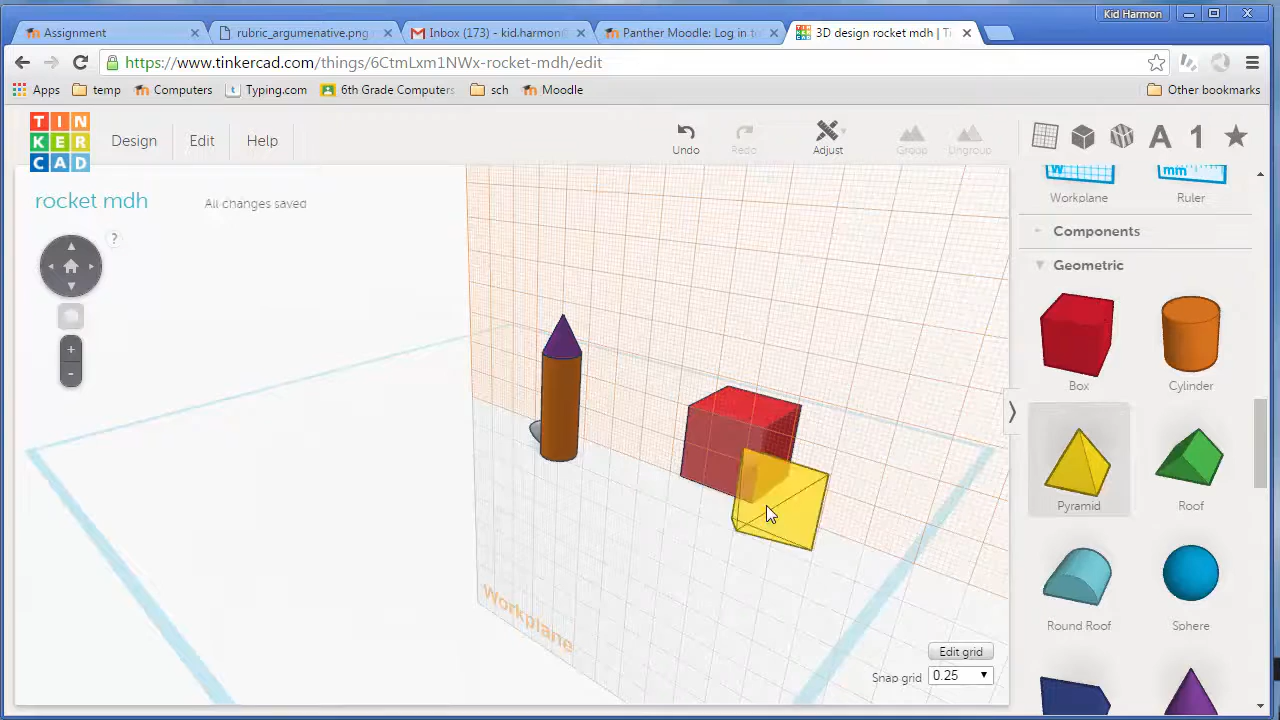 Kid Harmon
Assignment
rubric_argumenative.png
Inbox (173) - kid.harmon@
Panther Moodle: Log in to
3D design rocket mdh | Ti
https://www.tinkercad.com/things/6CtmLxm1NWx-rocket-mdh/edit
Apps
temp
Computers
Typing.com
6th Grade Computers
sch
Moodle
Other bookmarks
TIN
KER
CAD
Design
Edit
Help
Undo
Redo
Adjust
Group
Ungroup
A
1
rocket mdh
All changes saved
?
W
mm
Workplane
Ruler
Components
Geometric
Box
Cylinder
Pyramid
Roof
Round Roof
Sphere
Workplane
Edit grid
Snap grid
0.25